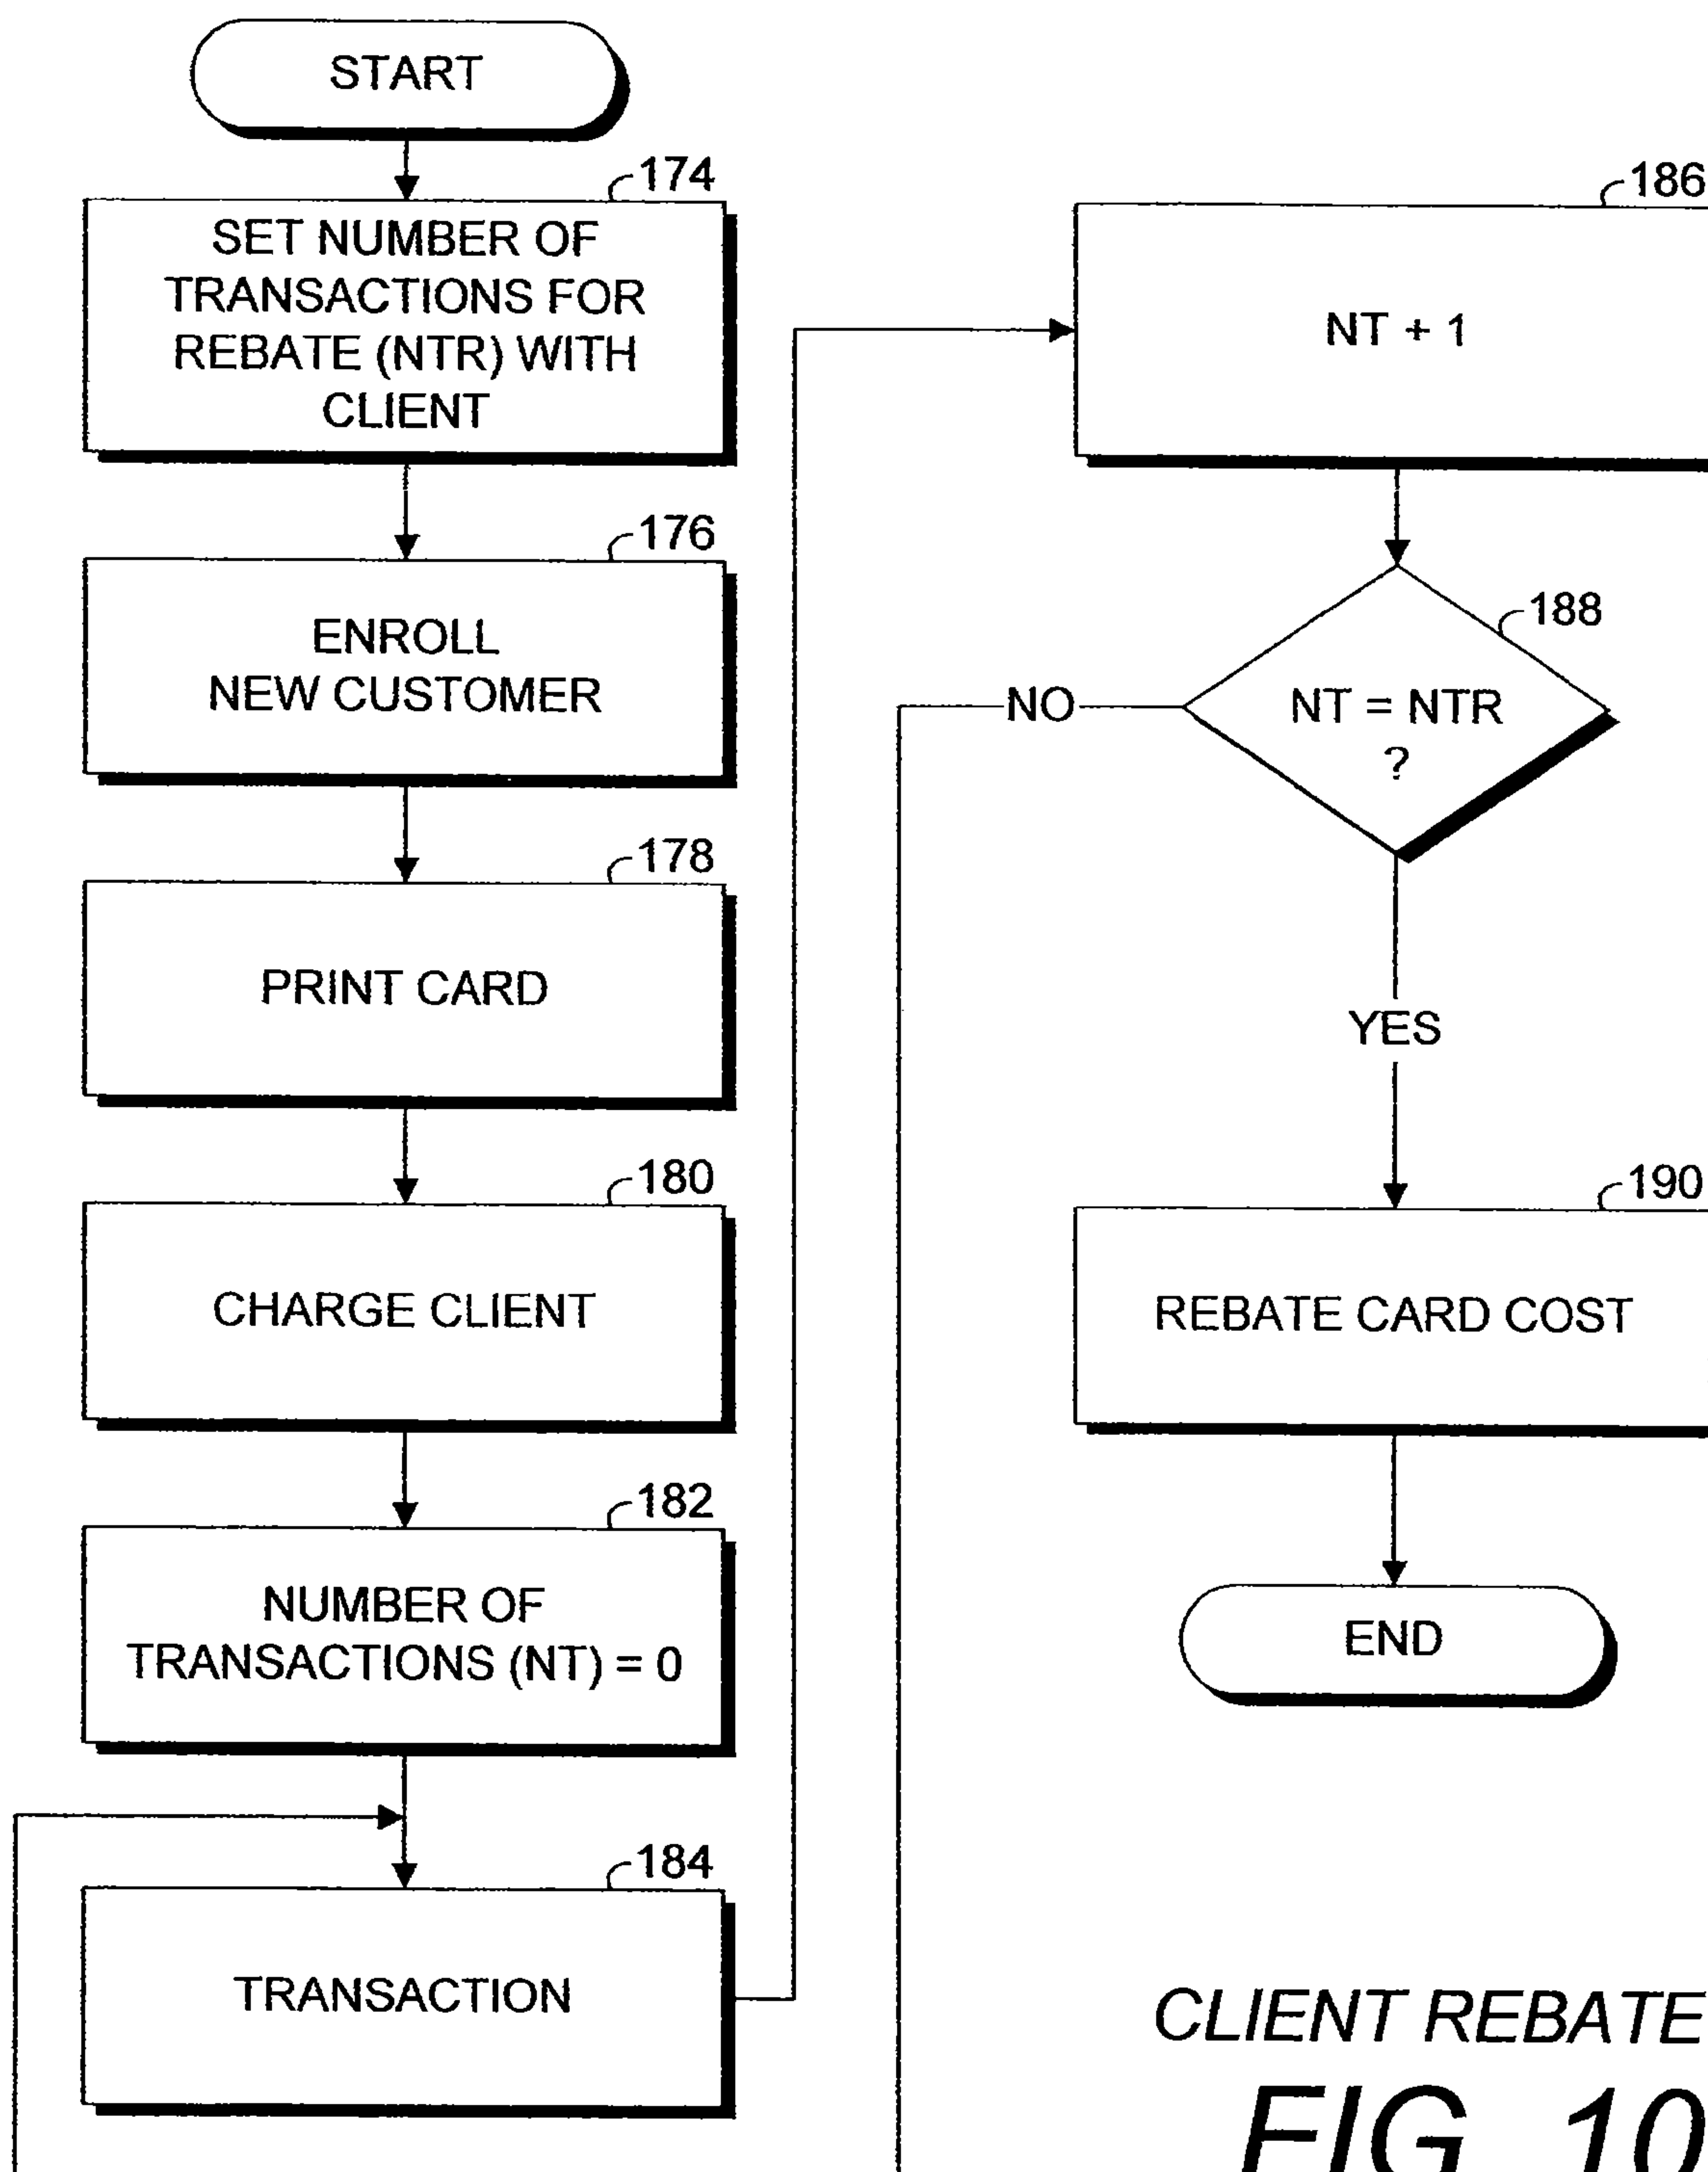 START
174
SET NUMBER OF
TRANSACTIONS FOR
REBATE (NTR) WITH
CLIENT
176
ENROLL
NEW CUSTOMER
178
PRINT CARD
180
CHARGE CLIENT
182
NUMBER OF
TRANSACTIONS (NT) = 0
184
TRANSACTION
186
NT + 1
188
NT = NTR
?
NO
YES
190
REBATE CARD COST
END
CLIENT REBATE
FIG. 10